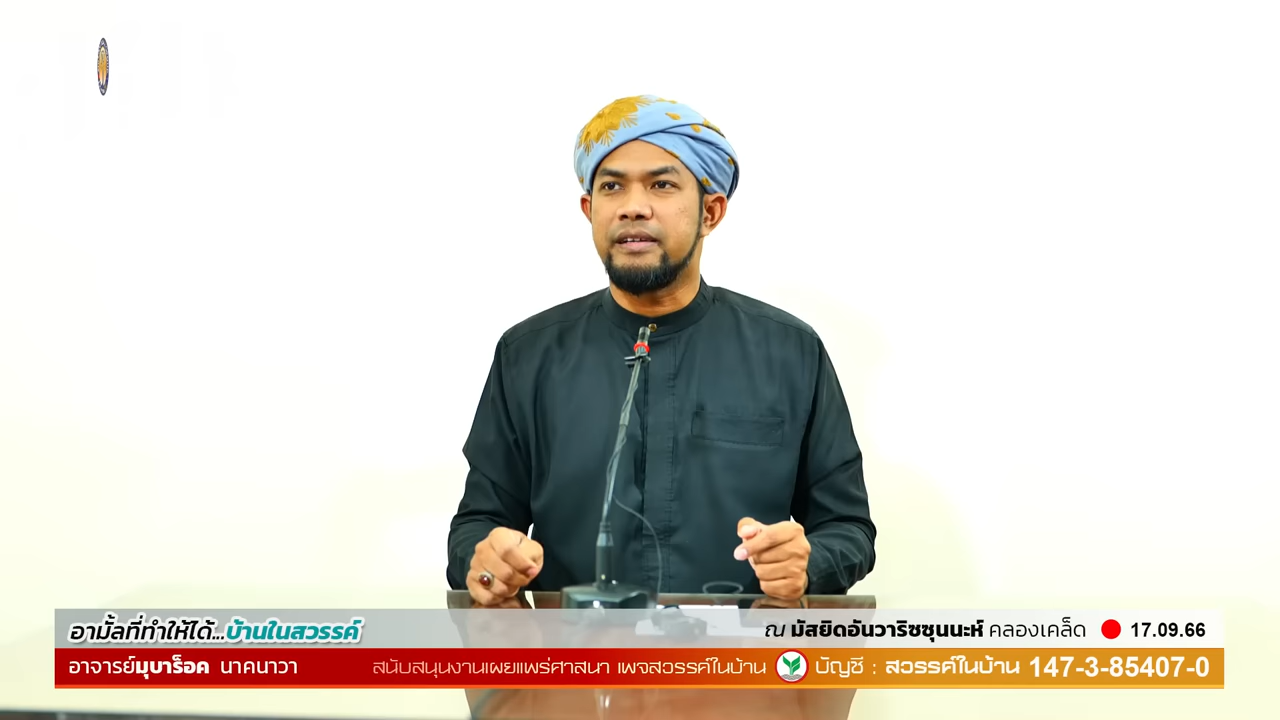 อามั้ลที่ทำให้ได้...บ้านในสวรรค์
ณ มัสยิดอันวาริซซุนนะห์ คลองเคล็ด 17.09.66
อาจารย์มุบาร็อค นาคนาวา
สนับสนุนงานเผยแพร่ศาสนา เพจสวรรค์ในบ้าน บัญชี : สวรรค์ในบ้าน 147-3-85407-0